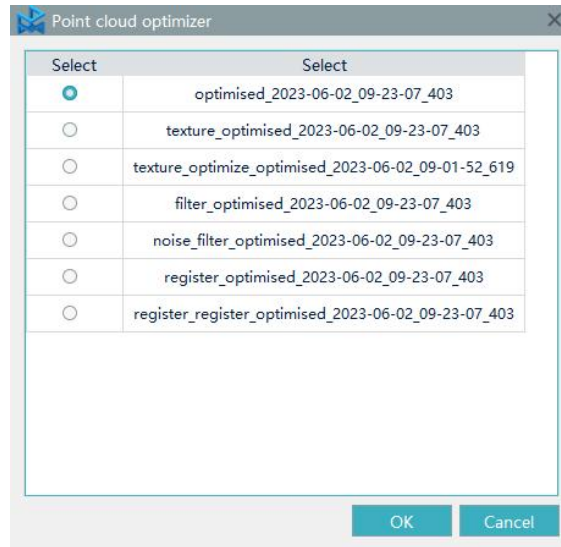 Point cloud optimizer
Select Select
optimised_2023-06-02_09-23-07_403
texture_optimised_2023-06-02_09-23-07_403
texture_optimize_optimised_2023-06-02_09-01-52_619
filter_optimised_2023-06-02_09-23-07_403
noise_filter_optimised_2023-06-02_09-23-07_403
register_optimised_2023-06-02_09-23-07_403
register_register_optimised_2023-06-02_09-23-07_403
OK Cancel